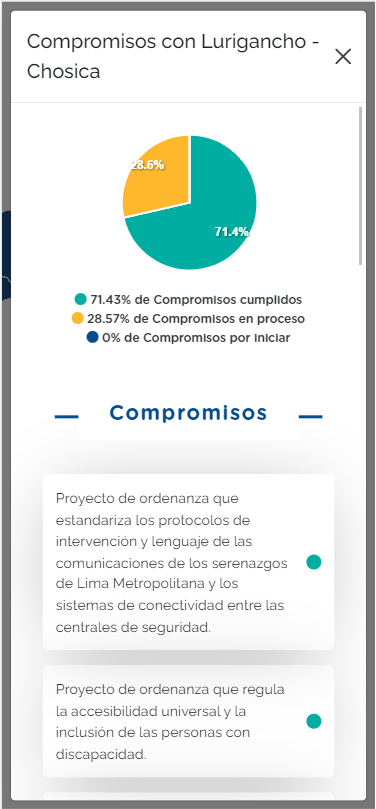 Compromisos con Lurigancho -
Chosica
28.6%
71.4%
71.43% de Compromisos cumplidos
28.57% de Compromisos en proceso
0% de Compromisos por iniciar
Compromisos
Proyecto de ordenanza que
estandariza los protocolos de
intervención y lenguaje de las
comunicaciones de los serenazgos
de Lima Metropolitana y los
sistemas de conectividad entre las
centrales de seguridad.
Proyecto de ordenanza que regula
la accesibilidad universal y la
inclusión de las personas con
discapacidad.